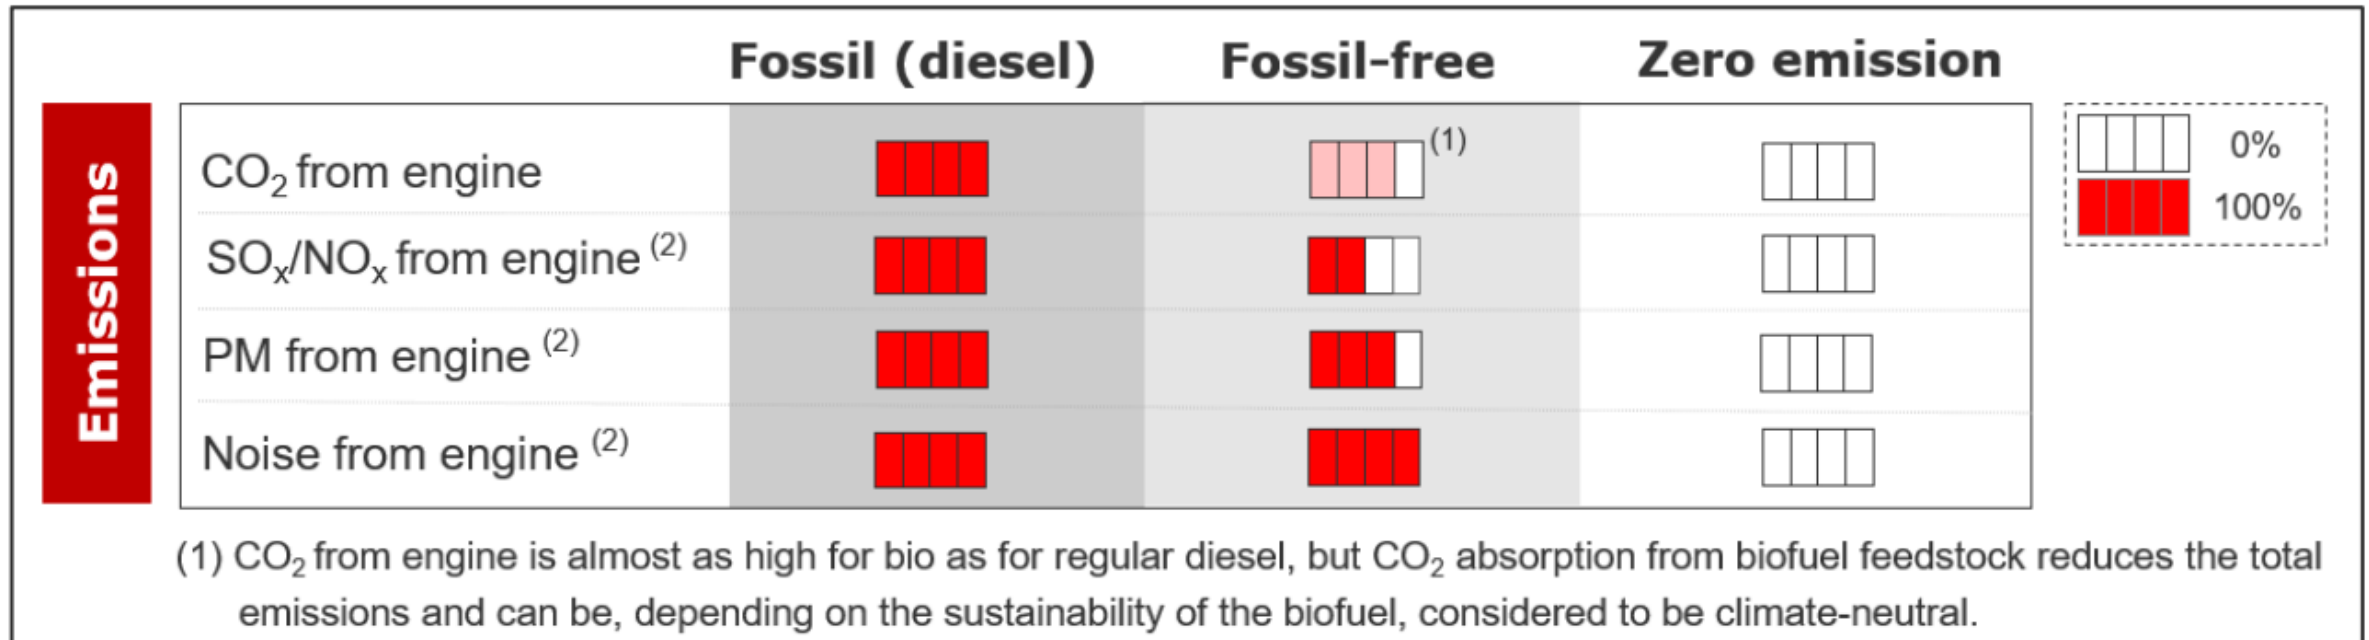 Fossil (diesel) Fossil-free Zero emission
Emissions
CO₂ from engine (1)
0%
100%
SOₓ/NOₓ from engine (2)
PM from engine (2)
Noise from engine (2)
(1) CO₂ from engine is almost as high for bio as for regular diesel, but CO₂ absorption from biofuel feedstock reduces the total
emissions and can be, depending on the sustainability of the biofuel, considered to be climate-neutral.